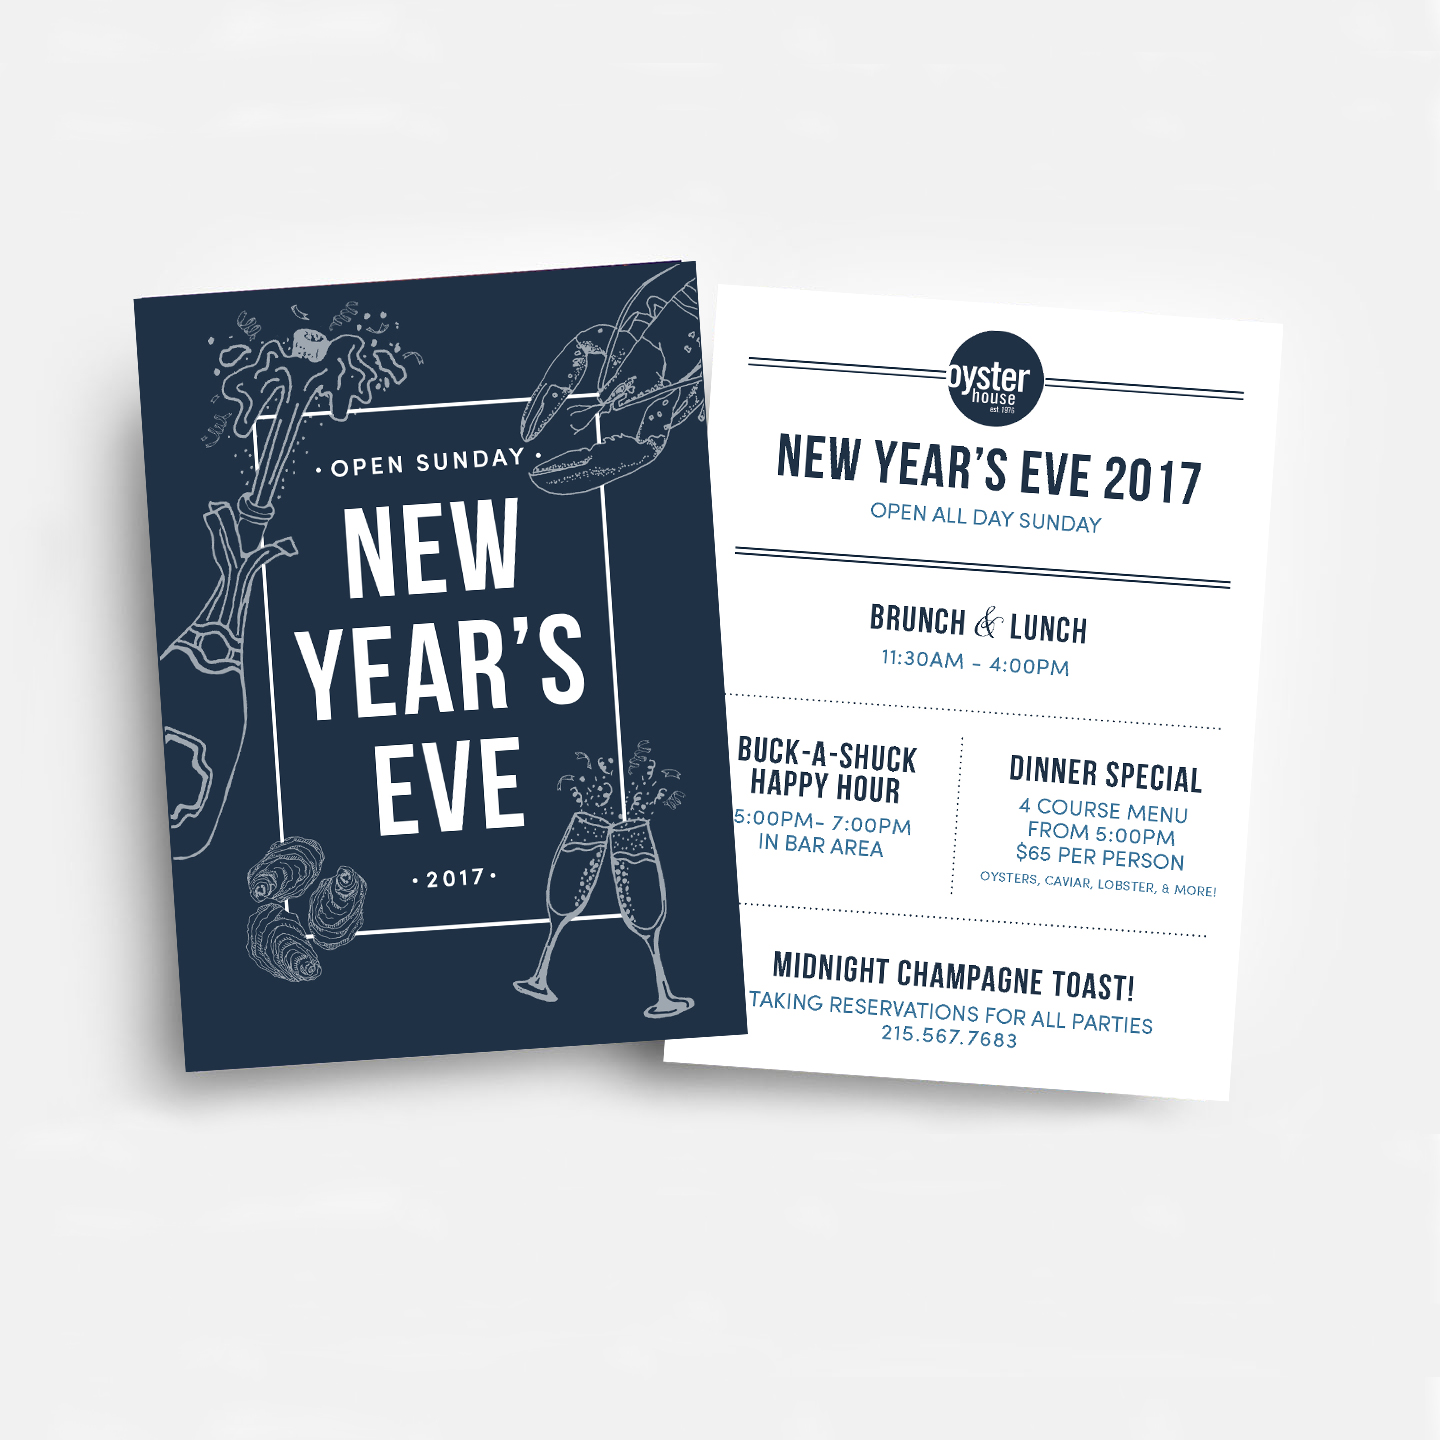 · OPEN SUNDAY ·
NEW
YEAR'S
EVE
· 2017 ·
oyster
house
est. 1976
NEW YEAR'S EVE 2017
OPEN ALL DAY SUNDAY
BRUNCH & LUNCH
11:30AM - 4:00PM
BUCK-A-SHUCK
HAPPY HOUR
5:00PM- 7:00PM
IN BAR AREA
DINNER SPECIAL
4 COURSE MENU
FROM 5:00PM
$65 PER PERSON
OYSTERS, CAVIAR, LOBSTER, & MORE!
MIDNIGHT CHAMPAGNE TOAST!
TAKING RESERVATIONS FOR ALL PARTIES
215.567.7683